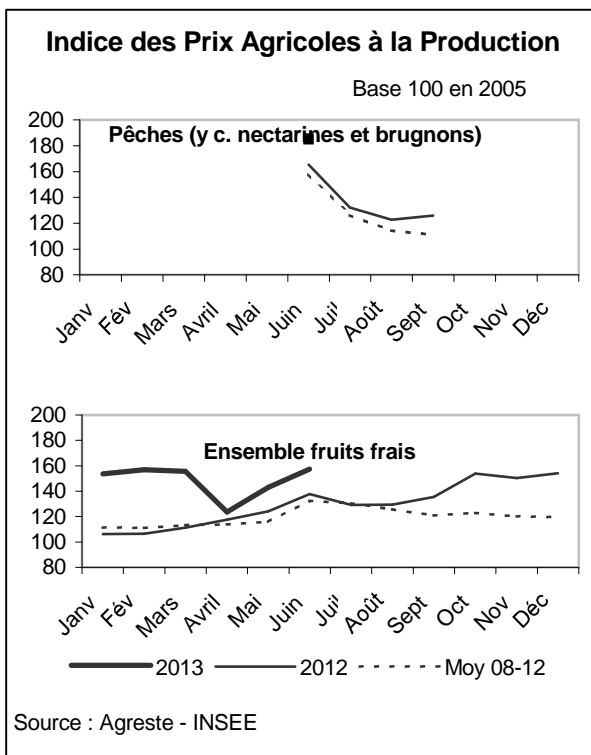 Indice des Prix Agricoles à la Production
Base 100 en 2005
Pêches (y c. nectarines et brugnons)
200
180
160
140
120
100
80
Janv Fév Mars Avril Mai Juin Juil Août Sept Oct Nov Déc
Ensemble fruits frais
200
180
160
140
120
100
80
Janv Fév Mars Avril Mai Juin Juil Août Sept Oct Nov Déc
2013 2012 Moy 08-12
Source : Agreste - INSEE